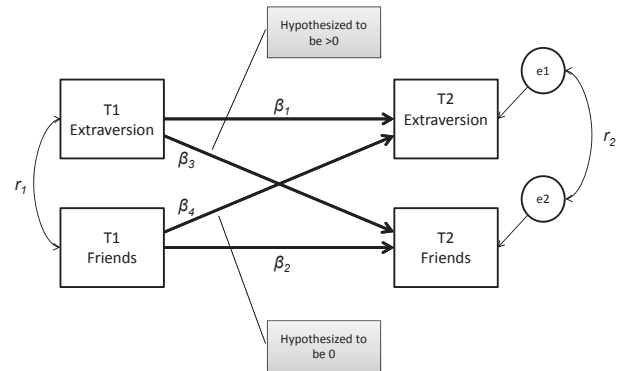 Hypothesized to
be >0
T1
Extraversion
β1
T2
Extraversion
e1
r1
β3
r2
β4
e2
T1
Friends
β2
T2
Friends
Hypothesized to
be 0